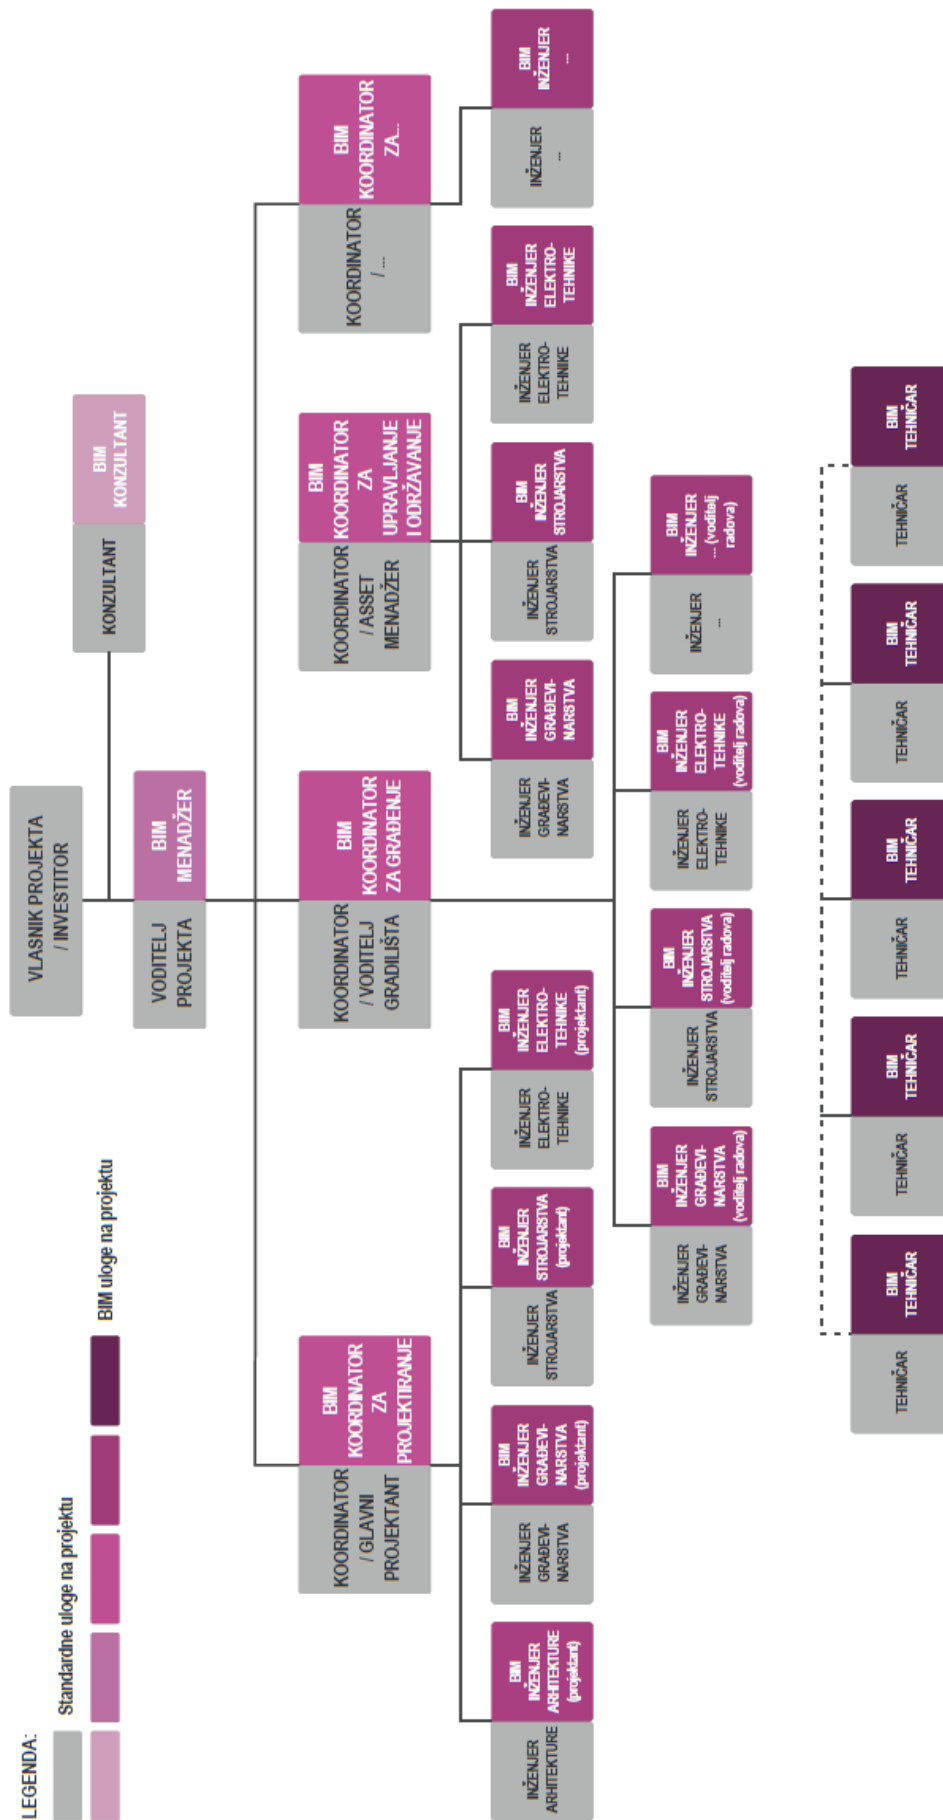 LEGENDA:
Standardne uloge na projektu
BIM uloge na projektu
VLASNIK PROJEKTA
/ INVESTITOR
KONZULTANT
BIM
KONZULTANT
VODITELJ
PROJEKTA
BIM
MENADŽER
KOORDINATOR
/ GLAVNI
PROJEKTANT
BIM
KOORDINATOR
ZA
PROJEKTIRANJE
KOORDINATOR
/ VODITELJ
GRADILIŠTA
BIM
KOORDINATOR
ZA GRAĐENJE
KOORDINATOR
/ ASSET
MENADŽER
BIM
KOORDINATOR
ZA
UPRAVLJANJE
I ODRŽAVANJE
KOORDINATOR
/ ...
BIM
KOORDINATOR
ZA...
INŽENJER
ARHITEKTURE
BIM
INŽENJER
ARHITEKTURE
(projektant)
INŽENJER
GRAĐEVI-
NARSTVA
BIM
INŽENJER
GRAĐEVI-
NARSTVA
(projektant)
INŽENJER
STROJARSTVA
BIM
INŽENJER
STROJARSTVA
(projektant)
INŽENJER
ELEKTRO-
TEHNIKE
BIM
INŽENJER
ELEKTRO-
TEHNIKE
(projektant)
INŽENJER
GRAĐEVI-
NARSTVA
BIM
INŽENJER
GRAĐEVI-
NARSTVA
INŽENJER
STROJARSTVA
BIM
INŽENJER
STROJARSTVA
INŽENJER
ELEKTRO-
TEHNIKE
BIM
INŽENJER
ELEKTRO-
TEHNIKE
INŽENJER
...
BIM
INŽENJER
...
INŽENJER
GRAĐEVI-
NARSTVA
BIM
INŽENJER
GRAĐEVI-
NARSTVA
(voditelj radova)
INŽENJER
STROJARSTVA
BIM
INŽENJER
STROJARSTVA
(voditelj radova)
INŽENJER
ELEKTRO-
TEHNIKE
BIM
INŽENJER
ELEKTRO-
TEHNIKE
(voditelj radova)
INŽENJER
...
BIM
INŽENJER
... (voditelj
radova)
TEHNIČAR
BIM
TEHNIČAR
TEHNIČAR
BIM
TEHNIČAR
TEHNIČAR
BIM
TEHNIČAR
TEHNIČAR
BIM
TEHNIČAR
TEHNIČAR
BIM
TEHNIČAR